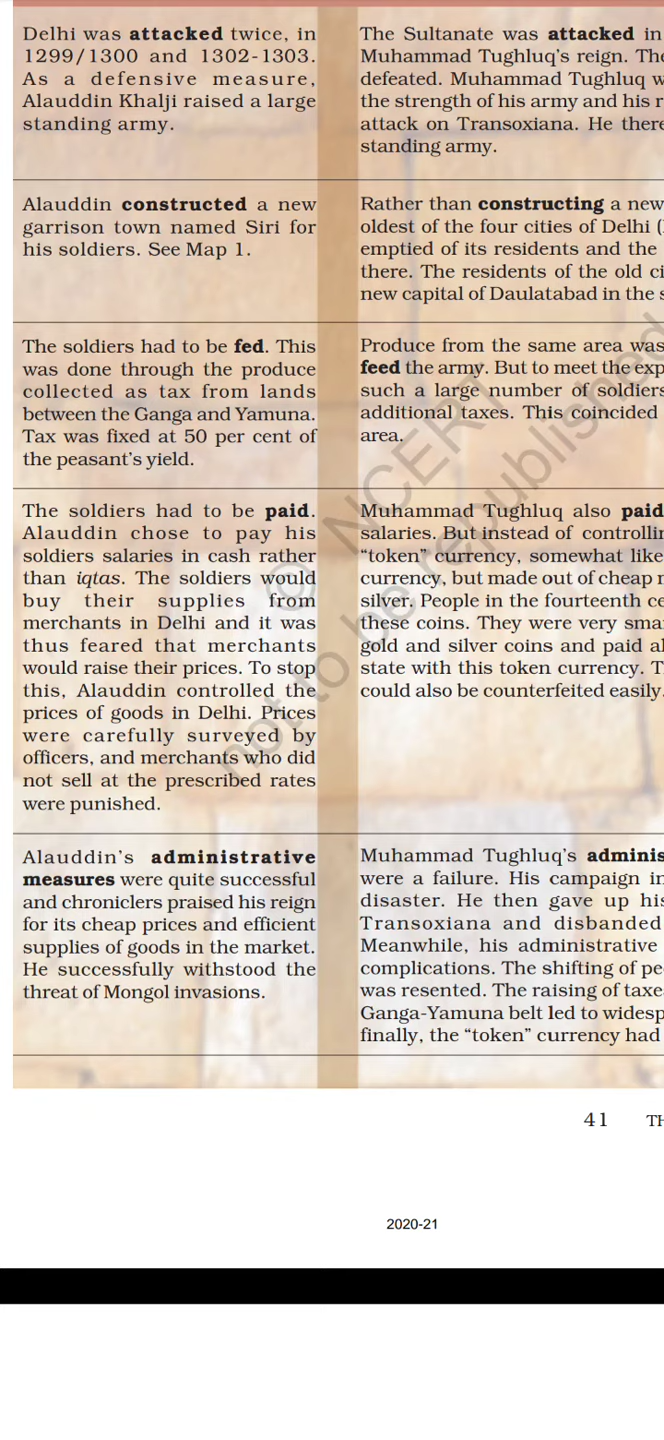 Delhi was attacked twice, in
1299/1300 and 1302-1303.
As a defensive measure,
Alauddin Khalji raised a large
standing army.
Alauddin constructed a new
garrison town named Siri for
his soldiers. See Map 1.
The soldiers had to be fed. This
was done through the produce
collected as tax from lands
between the Ganga and Yamuna.
Tax was fixed at 50 per cent of
the peasant's yield.
The soldiers had to be paid.
Alauddin chose to pay his
soldiers salaries in cash rather
than iqtas. The soldiers would
buy their supplies from
merchants in Delhi and it was
thus feared that merchants
would raise their prices. To stop
this, Alauddin controlled the
prices of goods in Delhi. Prices
were carefully surveyed by
officers, and merchants who did
not sell at the prescribed rates
were punished.
Alauddin's administrative
measures were quite successful
and chroniclers praised his reign
for its cheap prices and efficient
supplies of goods in the market.
He successfully withstood the
threat of Mongol invasions.
The Sultanate was attacked in
Muhammad Tughluq's reign. The
defeated. Muhammad Tughluq w
the strength of his army and his r
attack on Transoxiana. He there
standing army.
Rather than constructing a new
oldest of the four cities of Delhi (
emptied of its residents and the
there. The residents of the old ci
new capital of Daulatabad in the s
Produce from the same area was
feed the army. But to meet the exp
such a large number of soldiers
additional taxes. This coincided
area.
Muhammad Tughluq also paid
salaries. But instead of controllin
"token" currency, somewhat like
currency, but made out of cheap m
silver. People in the fourteenth ce
these coins. They were very sma
gold and silver coins and paid al
state with this token currency. T
could also be counterfeited easily.
Muhammad Tughluq's adminis
were a failure. His campaign in
disaster. He then gave up his
Transoxiana and disbanded
Meanwhile, his administrative
complications. The shifting of pe
was resented. The raising of taxe
Ganga-Yamuna belt led to widesp
finally, the "token" currency had
© NCERT
not to be republished
41 TH
2020-21